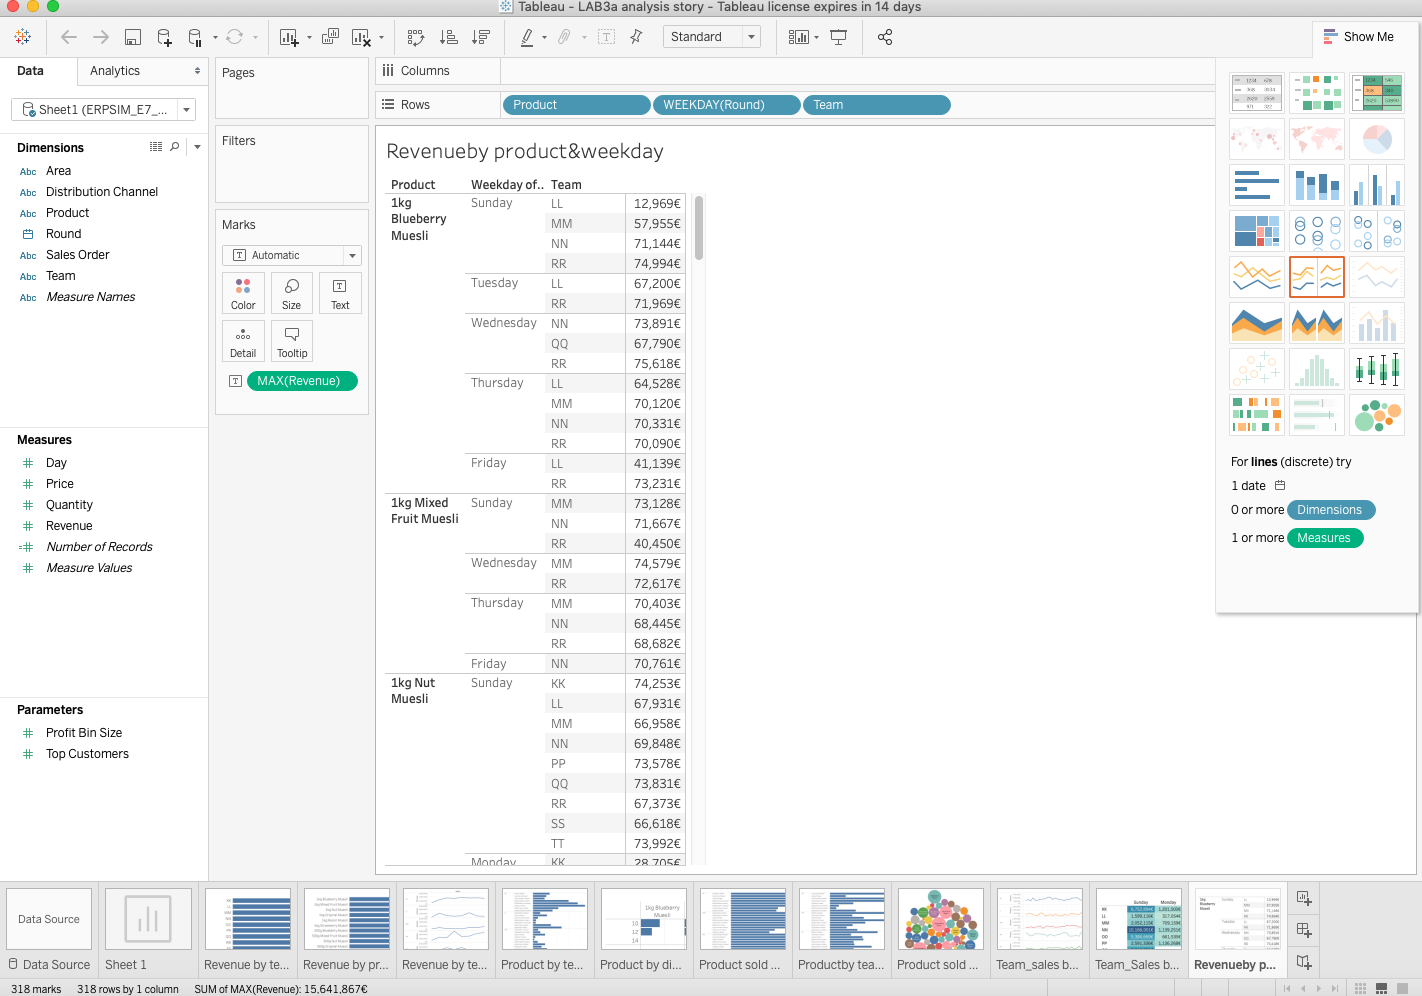 Tableau - LAB3a analysis story - Tableau license expires in 14 days
Standard
Show Me
Data
Analytics
Pages
Columns
Rows
Product
WEEKDAY(Round)
Team
Sheet1 (ERPSIM_E7_...
Filters
Dimensions
Abc Area
Abc Distribution Channel
Abc Product
Round
Abc Sales Order
Abc Team
Abc Measure Names
Marks
Automatic
Color
Size
Text
Detail
Tooltip
MAX(Revenue)
Measures
Day
Price
Quantity
Revenue
Number of Records
Measure Values
Parameters
Profit Bin Size
Top Customers
Revenueby product&weekday
Product Weekday of.. Team
1kg Blueberry Muesli Sunday LL 12,969€
MM 57,955€
NN 71,144€
RR 74,994€
Tuesday LL 67,200€
RR 71,969€
Wednesday NN 73,891€
QQ 67,790€
RR 75,618€
Thursday LL 64,528€
MM 70,120€
NN 70,331€
RR 70,090€
Friday LL 41,139€
RR 73,231€
1kg Mixed Fruit Muesli Sunday MM 73,128€
NN 71,667€
RR 40,450€
Wednesday MM 74,579€
RR 72,617€
Thursday MM 70,403€
NN 68,445€
RR 68,682€
Friday NN 70,761€
1kg Nut Muesli Sunday KK 74,253€
LL 67,931€
MM 66,958€
NN 69,848€
PP 73,578€
QQ 73,831€
RR 67,373€
SS 66,618€
TT 73,992€
Monday KK 28,705€
For lines (discrete) try
1 date
0 or more Dimensions
1 or more Measures
Data Source
Data Source
Sheet 1
Revenue by te...
Revenue by pr...
Revenue by te...
Product by te...
Product by di...
Product sold ...
Productby tea...
Product sold ...
Team_sales b...
Team_Sales b...
Revenueby p...
318 marks
318 rows by 1 column
SUM of MAX(Revenue): 15,641,867€